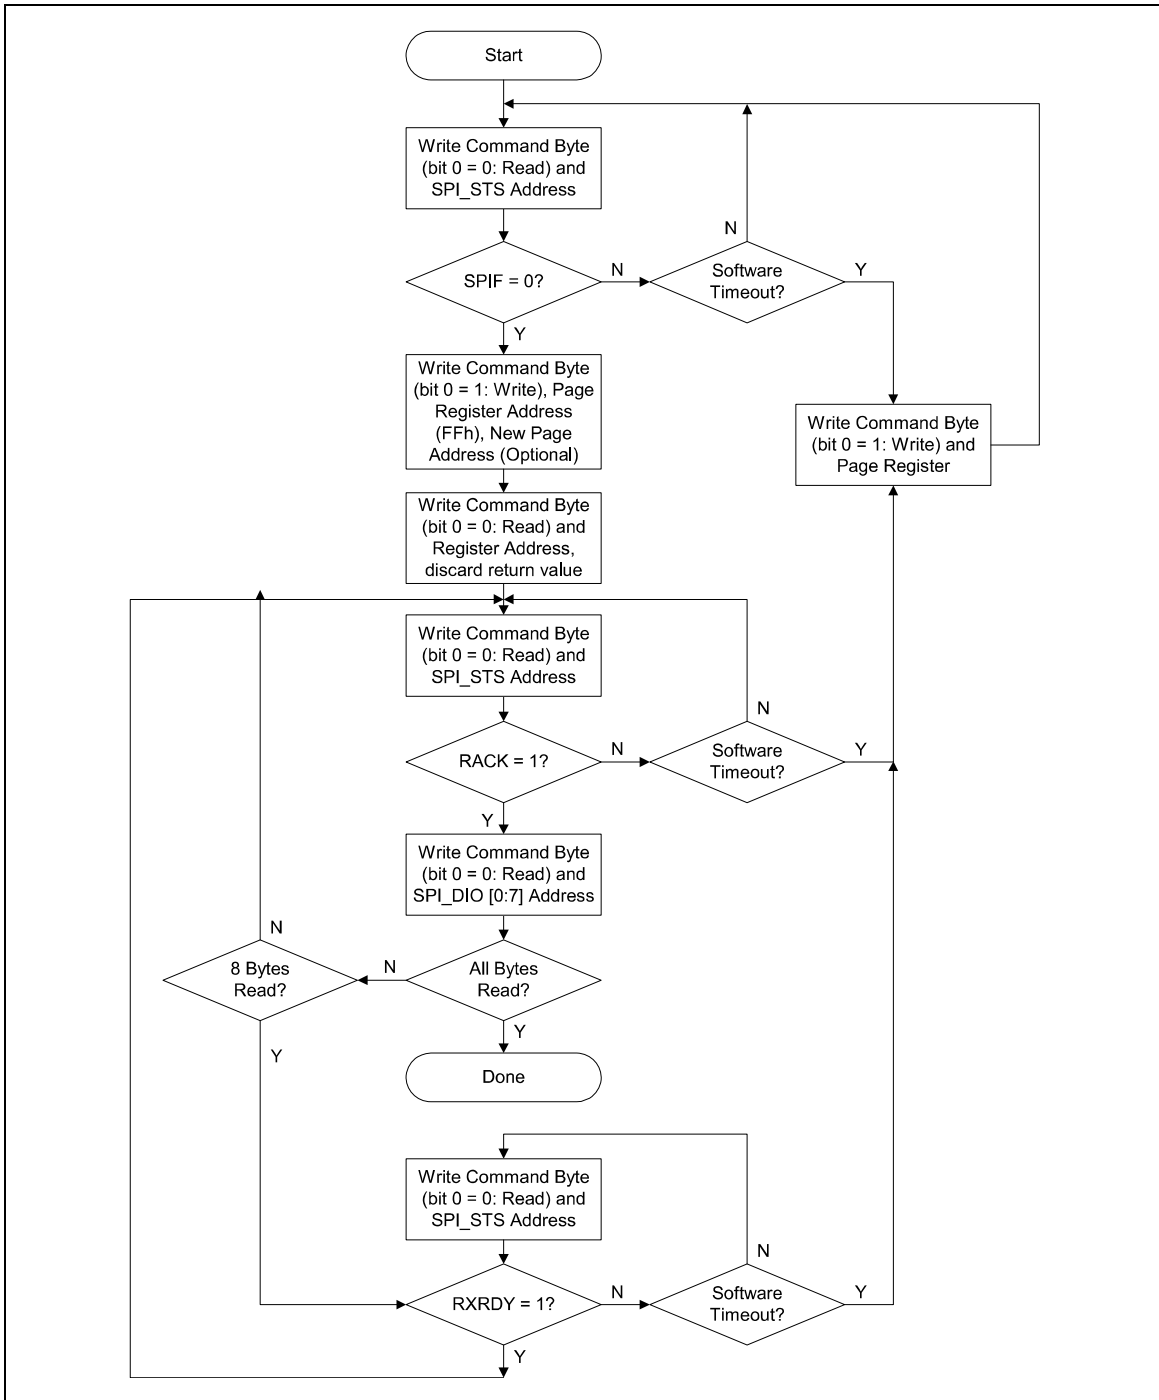 Start
Write Command Byte
(bit 0 = 0: Read) and
SPI_STS Address
N
SPIF = 0?
N
Software
Timeout?
Y
Y
Write Command Byte
(bit 0 = 1: Write), Page
Register Address
(FFh), New Page
Address (Optional)
Write Command Byte
(bit 0 = 1: Write) and
Page Register
Write Command Byte
(bit 0 = 0: Read) and
Register Address,
discard return value
Write Command Byte
(bit 0 = 0: Read) and
SPI_STS Address
N
RACK = 1?
N
Software
Timeout?
Y
Y
Write Command Byte
(bit 0 = 0: Read) and
SPI_DIO [0:7] Address
N
8 Bytes
Read?
N
All Bytes
Read?
Y
Y
Done
Write Command Byte
(bit 0 = 0: Read) and
SPI_STS Address
N
RXRDY = 1?
N
Software
Timeout?
Y
Y